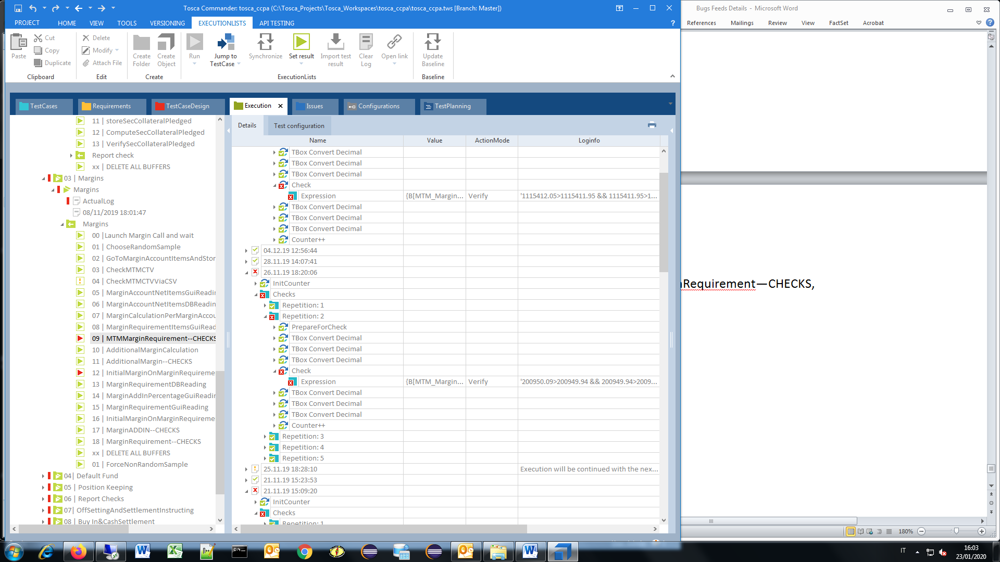 Tosca Commander: tosca_ccpa (C:\Tosca_Projects\Tosca_Workspaces\tosca_ccpa\tosca_ccpa.tws [Branch: Master])
PROJECT HOME VIEW TOOLS VERSIONING EXECUTIONLISTS API TESTING
Paste
Cut
Copy
Duplicate
Clipboard
Delete
Modify
Attach File
Edit
Create Folder
Create Object
Create
Run
Jump to TestCase
Synchronize
Set result
Import test result
Clear Log
Open link
ExecutionLists
Update Baseline
Baseline
TestCases
Requirements
TestCaseDesign
Execution
Issues
Configurations
TestPlanning
11 | storeSecCollateralPledged
12 | ComputeSecCollateralPledged
13 | VerifySecCollateralPledged
Report check
xx | DELETE ALL BUFFERS
03 | Margins
Margins
ActualLog
08/11/2019 18:01:47
Margins
00 |Launch Margin Call and wait
01 | ChooseRandomSample
02 | GoToMarginAccountItemsAndStor
03 | CheckMTMCTV
04 | CheckMTMCTVViaCSV
05 | MarginAccountNetItemsGuiReadin
06 | MarginAccountNetItemsDBReading
07 | MarginCalculationPerMarginAccou
08 | MarginRequirementItemsGuiRead
09 | MTMMarginRequirement--CHECKS
10 | AdditionalMarginCalculation
11 | AdditionalMargin--CHECKS
12 | InitialMarginOnMarginRequireme
13 | MarginRequirementDBReading
14 | MarginAddInPercentageGuiReadin
15 | MarginRequirementGuiReading
16 | InitialMarginOnMarginRequireme
17 | MarginADDIN--CHECKS
18 | MarginRequirement--CHECKS
xx | DELETE ALL BUFFERS
01 | ForceNonRandomSample
04| Default Fund
05 | Position Keeping
06 | Report Checks
07| OffSettingAndSettlementInstructing
08 | Buy In&CashSettlement
Details
Test configuration
Name Value ActionMode Loginfo
TBox Convert Decimal
TBox Convert Decimal
TBox Convert Decimal
Check
Expression {B[MTM_Margin... Verify '1115412.05>1115411.95 && 1115411.95>1...
TBox Convert Decimal
TBox Convert Decimal
TBox Convert Decimal
Counter++
04.12.19 12:56:44
28.11.19 14:07:41
26.11.19 18:20:06
InitCounter
Checks
Repetition: 1
Repetition: 2
PrepareForCheck
TBox Convert Decimal
TBox Convert Decimal
TBox Convert Decimal
Check
Expression {B[MTM_Margin... Verify '200950.09>200949.94 && 200949.94>2009...
TBox Convert Decimal
TBox Convert Decimal
TBox Convert Decimal
Counter++
Repetition: 3
Repetition: 4
Repetition: 5
25.11.19 18:28:10 Execution will be continued with the nex...
21.11.19 15:23:53
21.11.19 15:09:20
InitCounter
Checks
Repetition: 1
Bugs Feeds Details - Microsoft Word
References Mailings Review View FactSet Acrobat
nRequirement—CHECKS,
180%
IT
16:03
23/01/2020